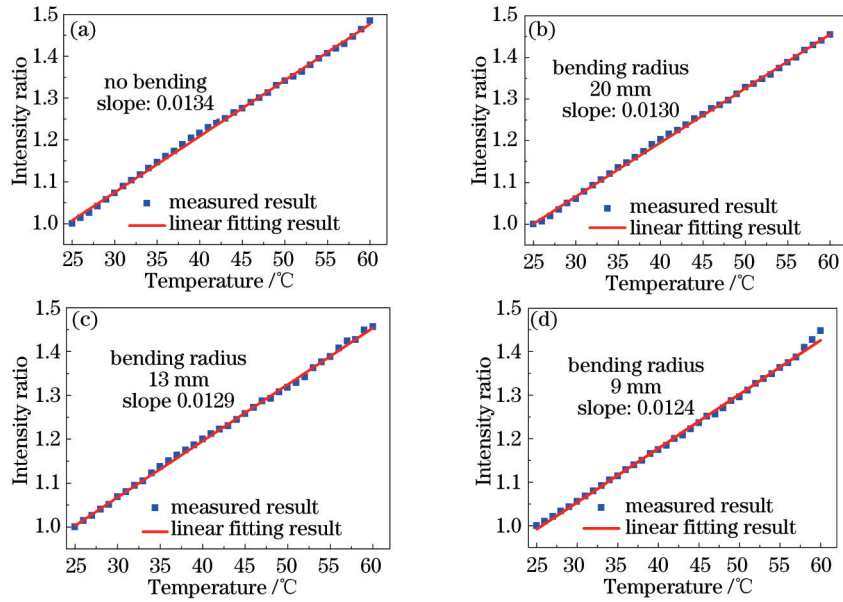 (a)
1.5
1.4
1.3
1.2
1.1
1.0
Intensity ratio
no bending
slope: 0.0134
measured result
linear fitting result
25 30 35 40 45 50 55 60
Temperature /℃
(b)
1.5
1.4
1.3
1.2
1.1
1.0
Intensity ratio
bending radius
20 mm
slope: 0.0130
measured result
linear fitting result
25 30 35 40 45 50 55 60
Temperature /℃
(c)
1.5
1.4
1.3
1.2
1.1
1.0
Intensity ratio
bending radius
13 mm
slope 0.0129
measured result
linear fitting result
25 30 35 40 45 50 55 60
Temperature /℃
(d)
1.5
1.4
1.3
1.2
1.1
1.0
Intensity ratio
bending radius
9 mm
slope: 0.0124
measured result
linear fitting result
25 30 35 40 45 50 55 60
Temperature /℃